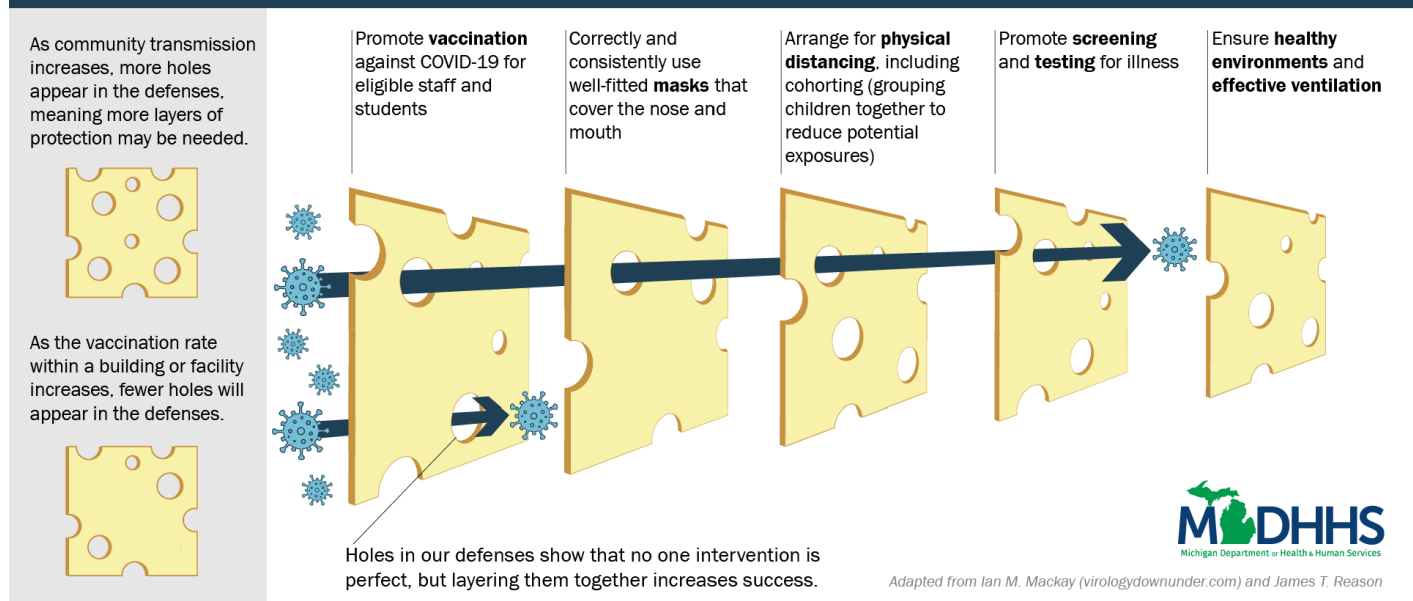 As community transmission
increases, more holes
appear in the defenses,
meaning more layers of
protection may be needed.
As the vaccination rate
within a building or facility
increases, fewer holes will
appear in the defenses.
Promote vaccination
against COVID-19 for
eligible staff and
students
Correctly and
consistently use
well-fitted masks that
cover the nose and
mouth
Arrange for physical
distancing, including
cohorting (grouping
children together to
reduce potential
exposures)
Promote screening
and testing for illness
Ensure healthy
environments and
effective ventilation
Holes in our defenses show that no one intervention is
perfect, but layering them together increases success.
MDHHS
Michigan Department of Health & Human Services
Adapted from Ian M. Mackay (virologydownunder.com) and James T. Reason